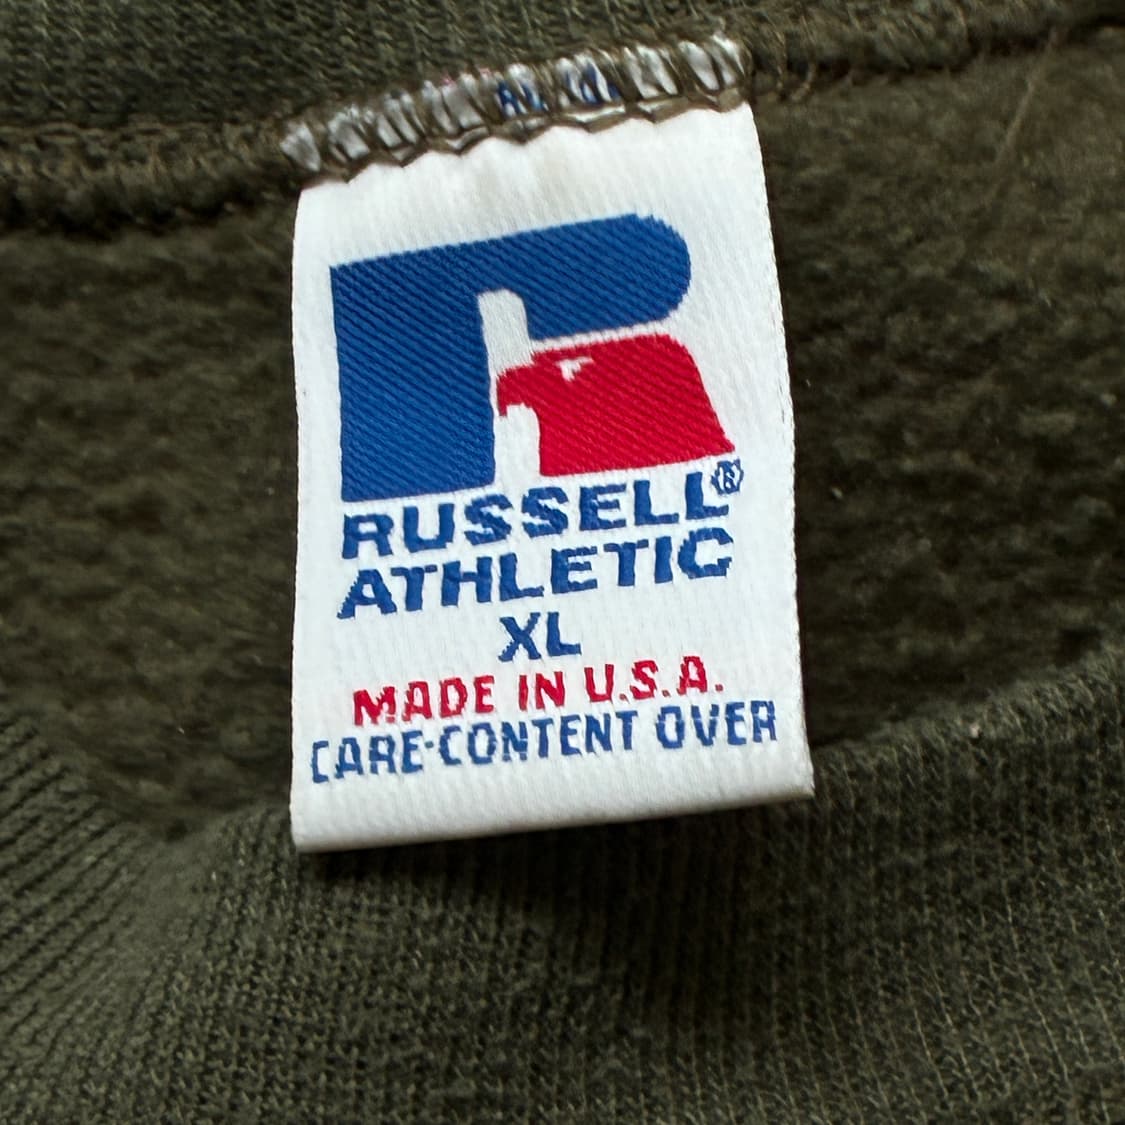 RUSSELL®
ATHLETIC
XL
MADE IN U.S.A.
CARE-CONTENT OVER